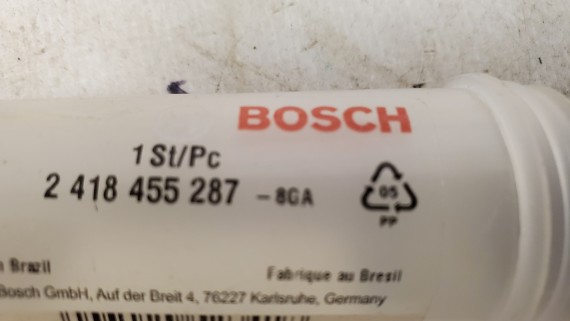 BOSCH
1 St/Pc
2 418 455 287 - 8GA
05
PP
n Brazil
Fabrique au Bresil
Bosch GmbH, Auf der Breit 4, 76227 Karlsruhe, Germany